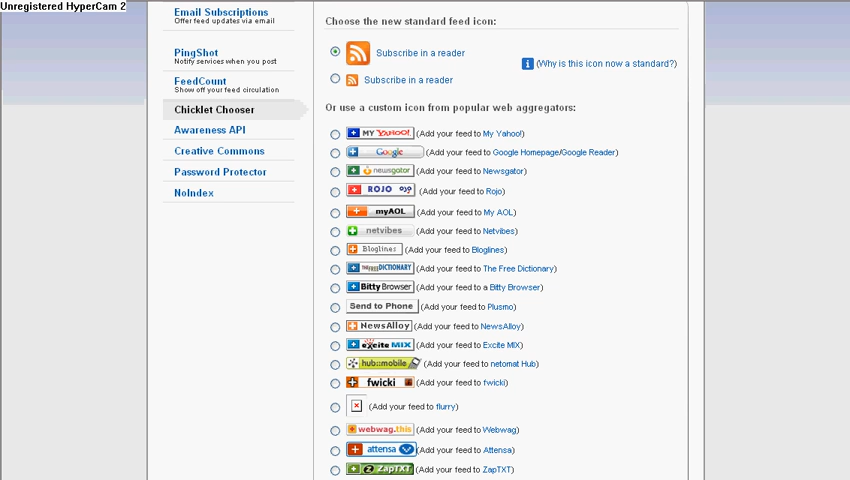 Unregistered HyperCam 2
Email Subscriptions
Offer feed updates via email
PingShot
Notify services when you post
FeedCount
Show off your feed circulation
Chicklet Chooser
Awareness API
Creative Commons
Password Protector
NoIndex
Choose the new standard feed icon:
Subscribe in a reader
(Why is this icon now a standard?)
Subscribe in a reader
Or use a custom icon from popular web aggregators:
MY YAHOO! (Add your feed to My Yahoo!)
Google (Add your feed to Google Homepage/Google Reader)
newsgator (Add your feed to Newsgator)
ROJO (Add your feed to Rojo)
myAOL (Add your feed to My AOL)
netvibes (Add your feed to Netvibes)
Bloglines (Add your feed to Bloglines)
THEFREEDICTIONARY (Add your feed to The Free Dictionary)
Bitty Browser (Add your feed to a Bitty Browser)
Send to Phone (Add your feed to Plusmo)
NewsAlloy (Add your feed to NewsAlloy)
excite MIX (Add your feed to Excite MIX)
hub::mobile (Add your feed to netomat Hub)
fwicki (Add your feed to fwicki)
(Add your feed to flurry)
webwag.this (Add your feed to Webwag)
attensa (Add your feed to Attensa)
ZapTXT (Add your feed to ZapTXT)